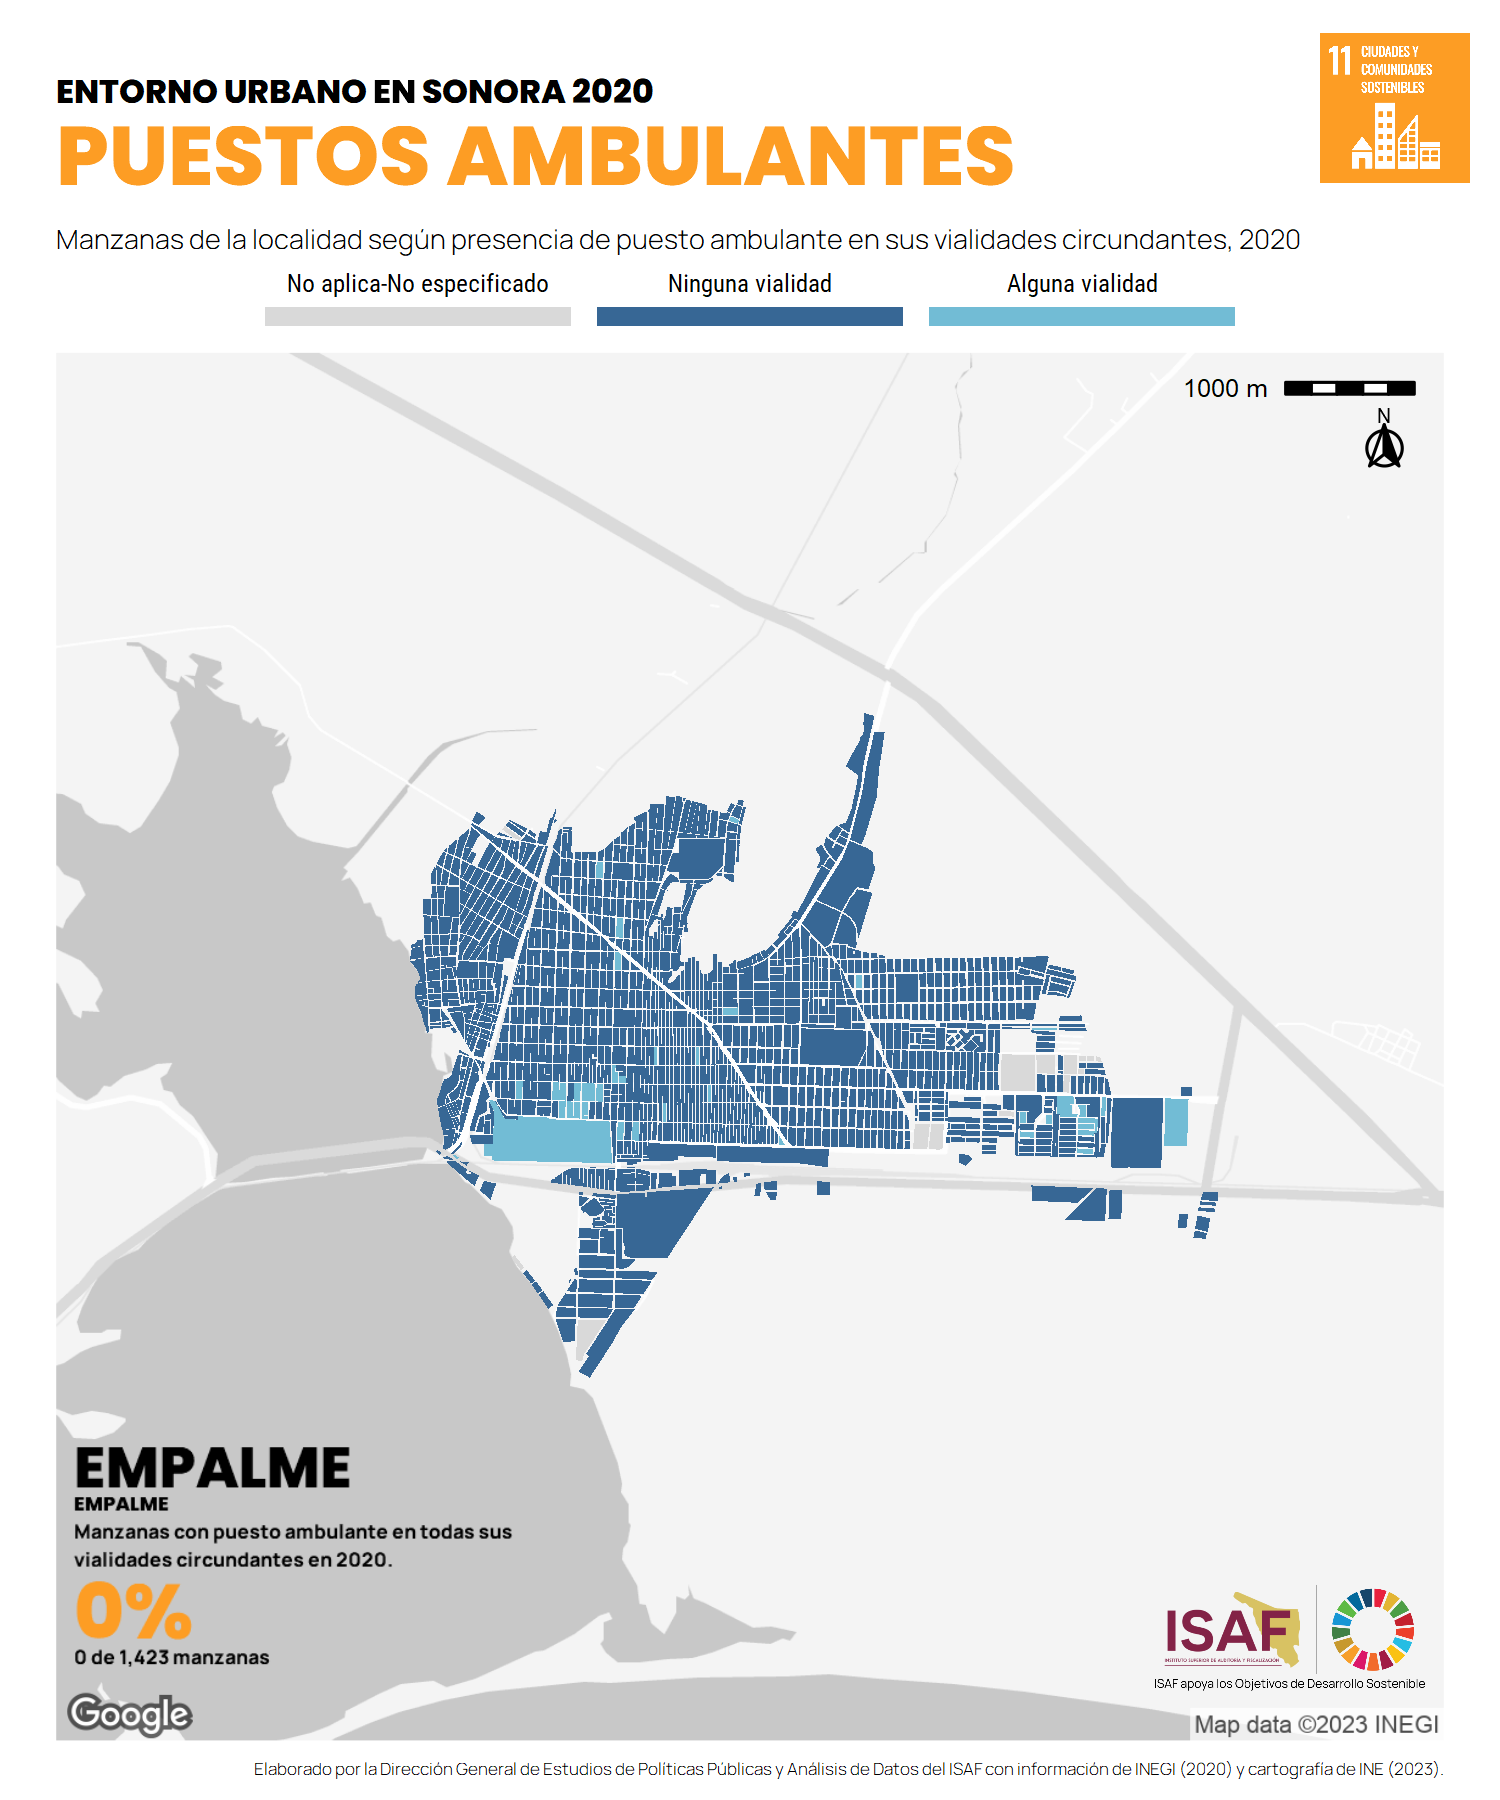 11 CIUDADES Y
COMUNIDADES
SOSTENIBLES
ENTORNO URBANO EN SONORA 2020
PUESTOS AMBULANTES
Manzanas de la localidad según presencia de puesto ambulante en sus vialidades circundantes, 2020
No aplica-No especificado Ninguna vialidad Alguna vialidad
1000 m
N
EMPALME
EMPALME
Manzanas con puesto ambulante en todas sus
vialidades circundantes en 2020.
0%
0 de 1,423 manzanas
ISAF
INSTITUTO SUPERIOR DE AUDITORÍA Y FISCALIZACIÓN
ISAF apoya los Objetivos de Desarrollo Sostenible
Google
Map data ©2023 INEGI
Elaborado por la Dirección General de Estudios de Políticas Públicas y Análisis de Datos del ISAF con información de INEGI (2020) y cartografía de INE (2023).